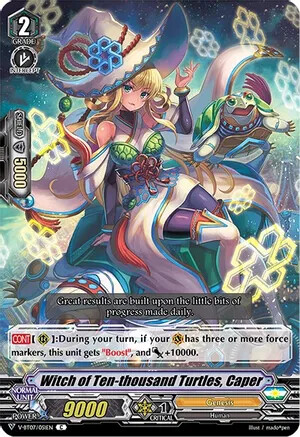 2
GRADE
INTERCEPT
SHIELD
5000
Great results are built upon the little bits of
progress made daily.
CONT【 】:During your turn, if your has three or more force
markers, this unit gets "Boost", and +10000.
NORMAL
UNIT
Witch of Ten-thousand Turtles, Caper
POWER
9000
1
CRITICAL
Genesis
Human
V-BT07/051EN C
Illust / mado*pen